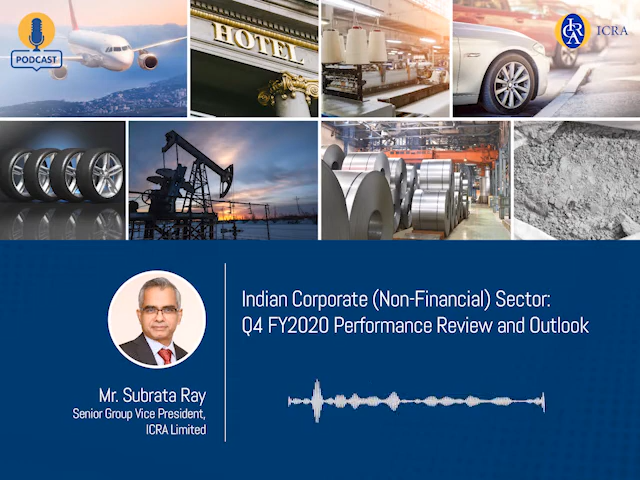 PODCAST
HOTEL
ICRA
ICRA
Indian Corporate (Non-Financial) Sector:
Q4 FY2020 Performance Review and Outlook
Mr. Subrata Ray
Senior Group Vice President,
ICRA Limited